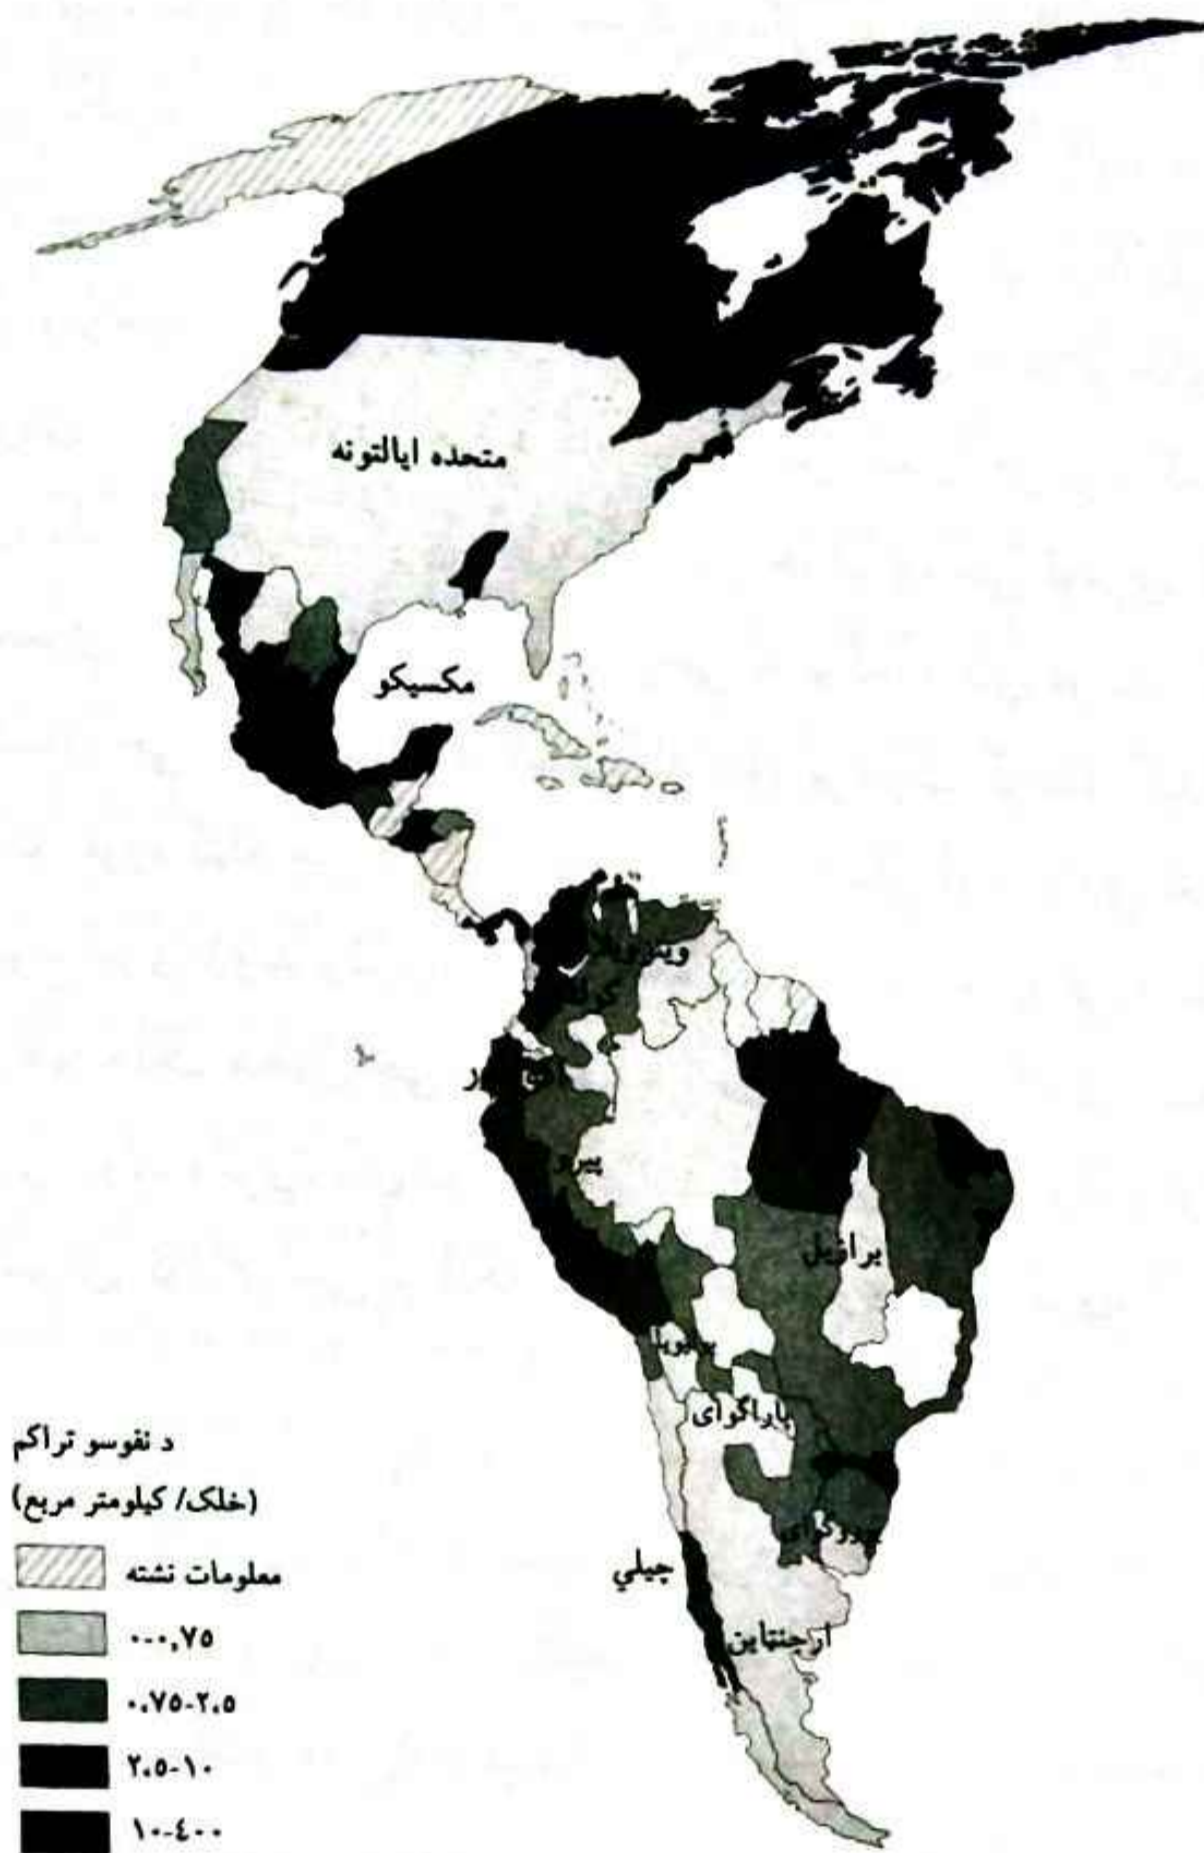 متحده ایالتونه
مکسیکو
پیرو
برازیل
پاراگوای
چیلي
ارجنتاین
د نفوسو تراکم
(خلک/ کیلومتر مربع)
معلومات نشته
۰-۰,۷۵
۰.۷۵-۲.۵
۲.۵-۱۰
۱۰-٤۰۰